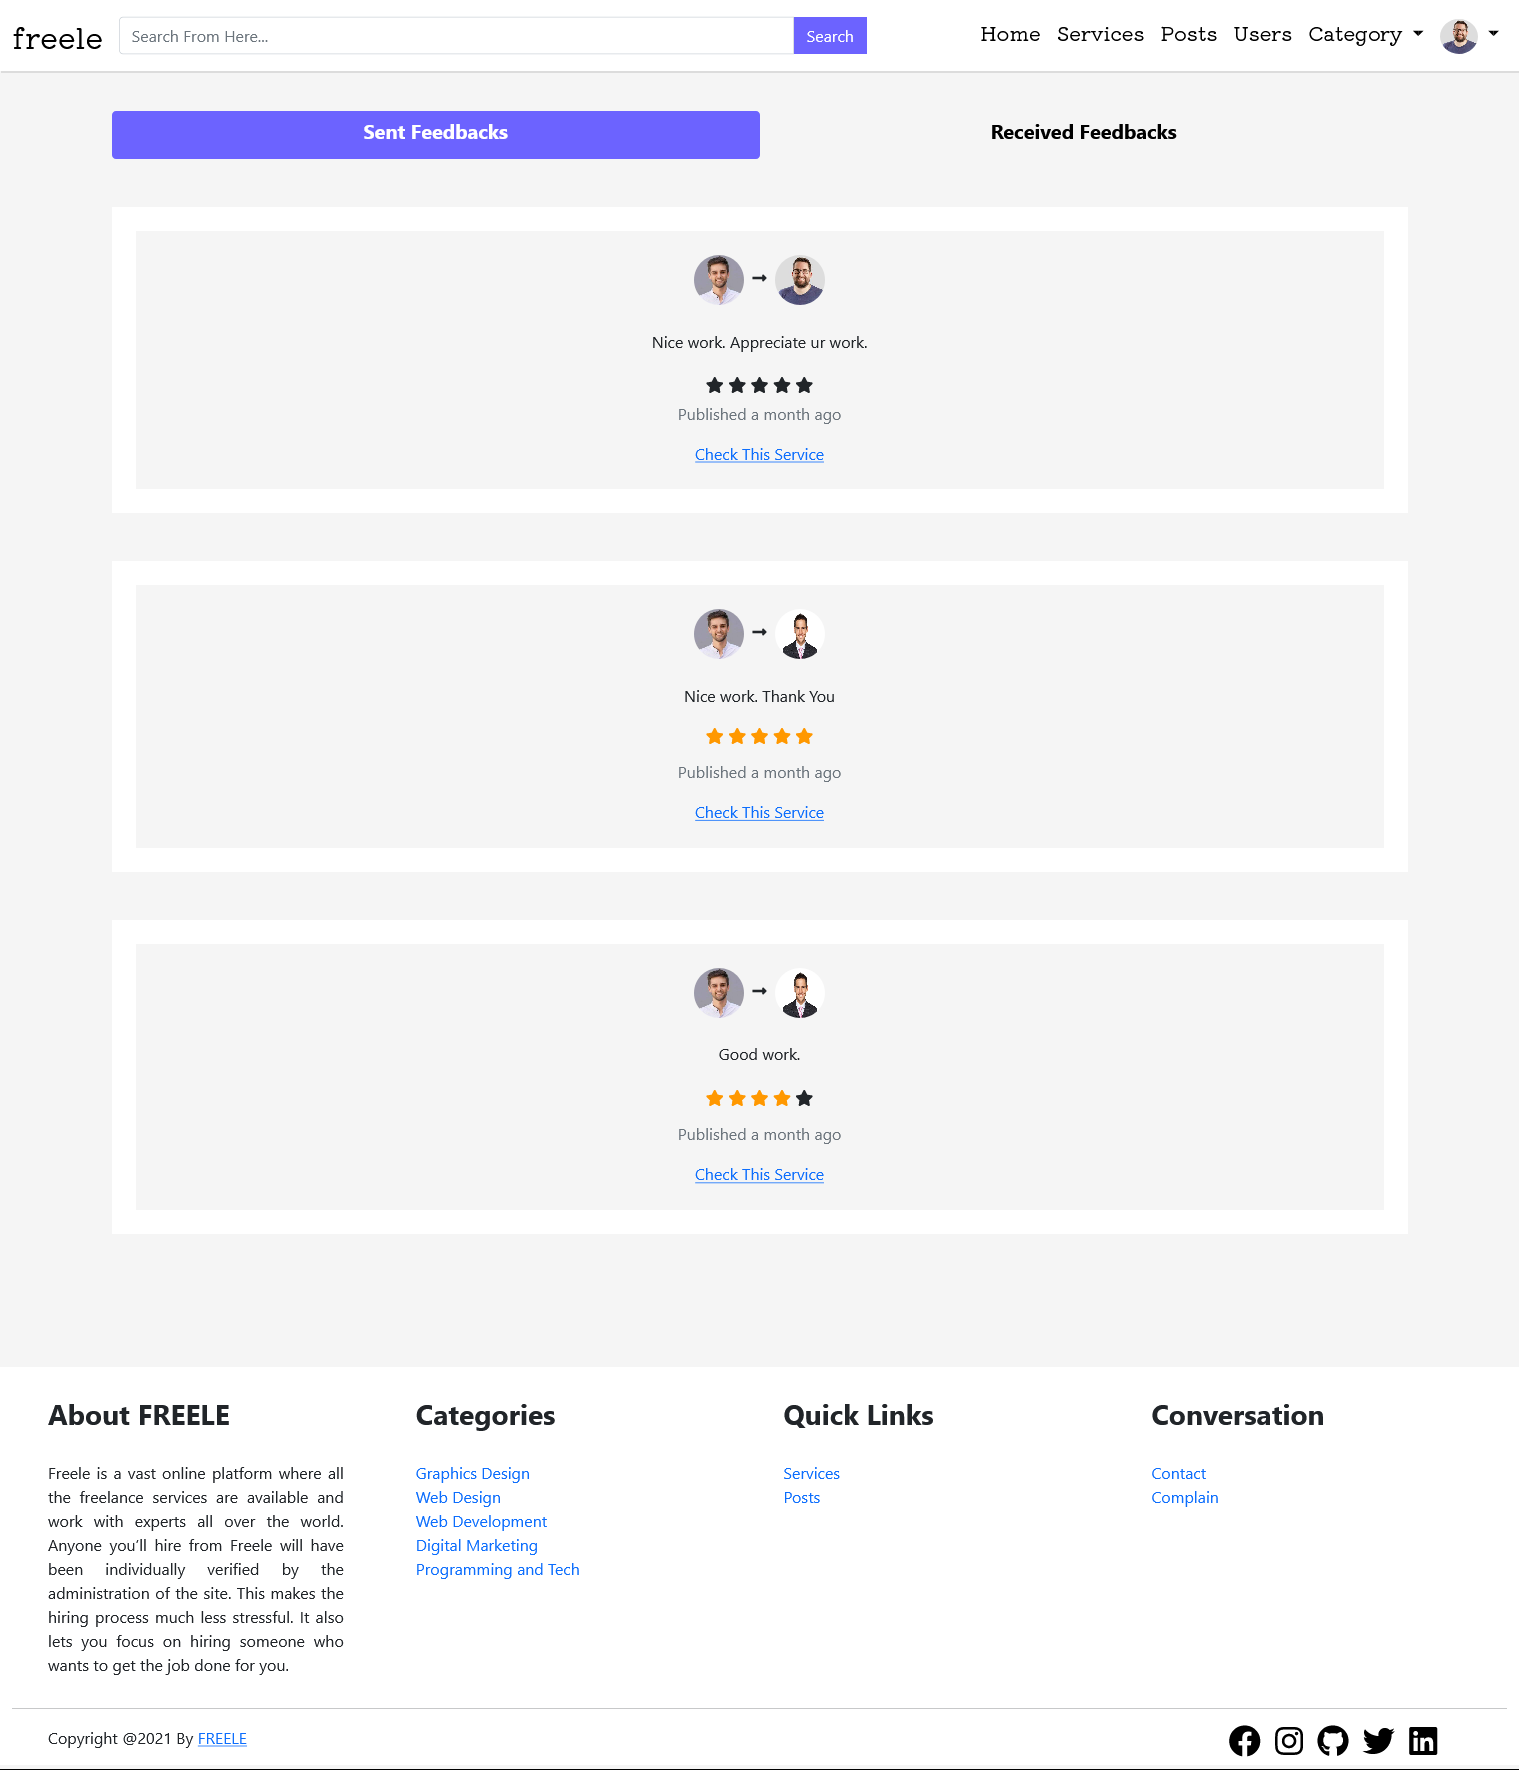 freele
Search From Here...
Search
Home Services Posts Users Category
Sent Feedbacks
Received Feedbacks
Nice work. Appreciate ur work.
Published a month ago
Check This Service
Nice work. Thank You
Published a month ago
Check This Service
Good work.
Published a month ago
Check This Service
About FREELE
Freele is a vast online platform where all
the freelance services are available and
work with experts all over the world.
Anyone you'll hire from Freele will have
been individually verified by the
administration of the site. This makes the
hiring process much less stressful. It also
lets you focus on hiring someone who
wants to get the job done for you.
Categories
Graphics Design
Web Design
Web Development
Digital Marketing
Programming and Tech
Quick Links
Services
Posts
Conversation
Contact
Complain
Copyright @2021 By FREELE